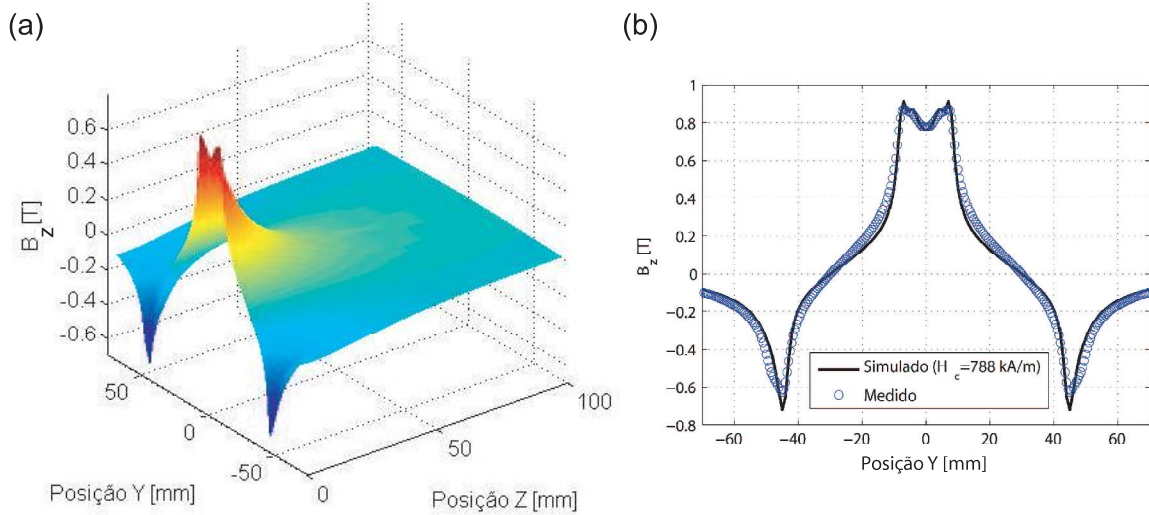 (a)
0.6
0.4
0.2
0
-0.2
-0.4
-0.6
B_z [T]
50
0
-50
Posição Y [mm]
0
50
100
Posição Z [mm]
(b)
1
0.8
0.6
0.4
0.2
0
−0.2
−0.4
−0.6
−0.8
B_z [T]
Simulado (H_c=788 kA/m)
Medido
−60 −40 −20 0 20 40 60
Posição Y [mm]